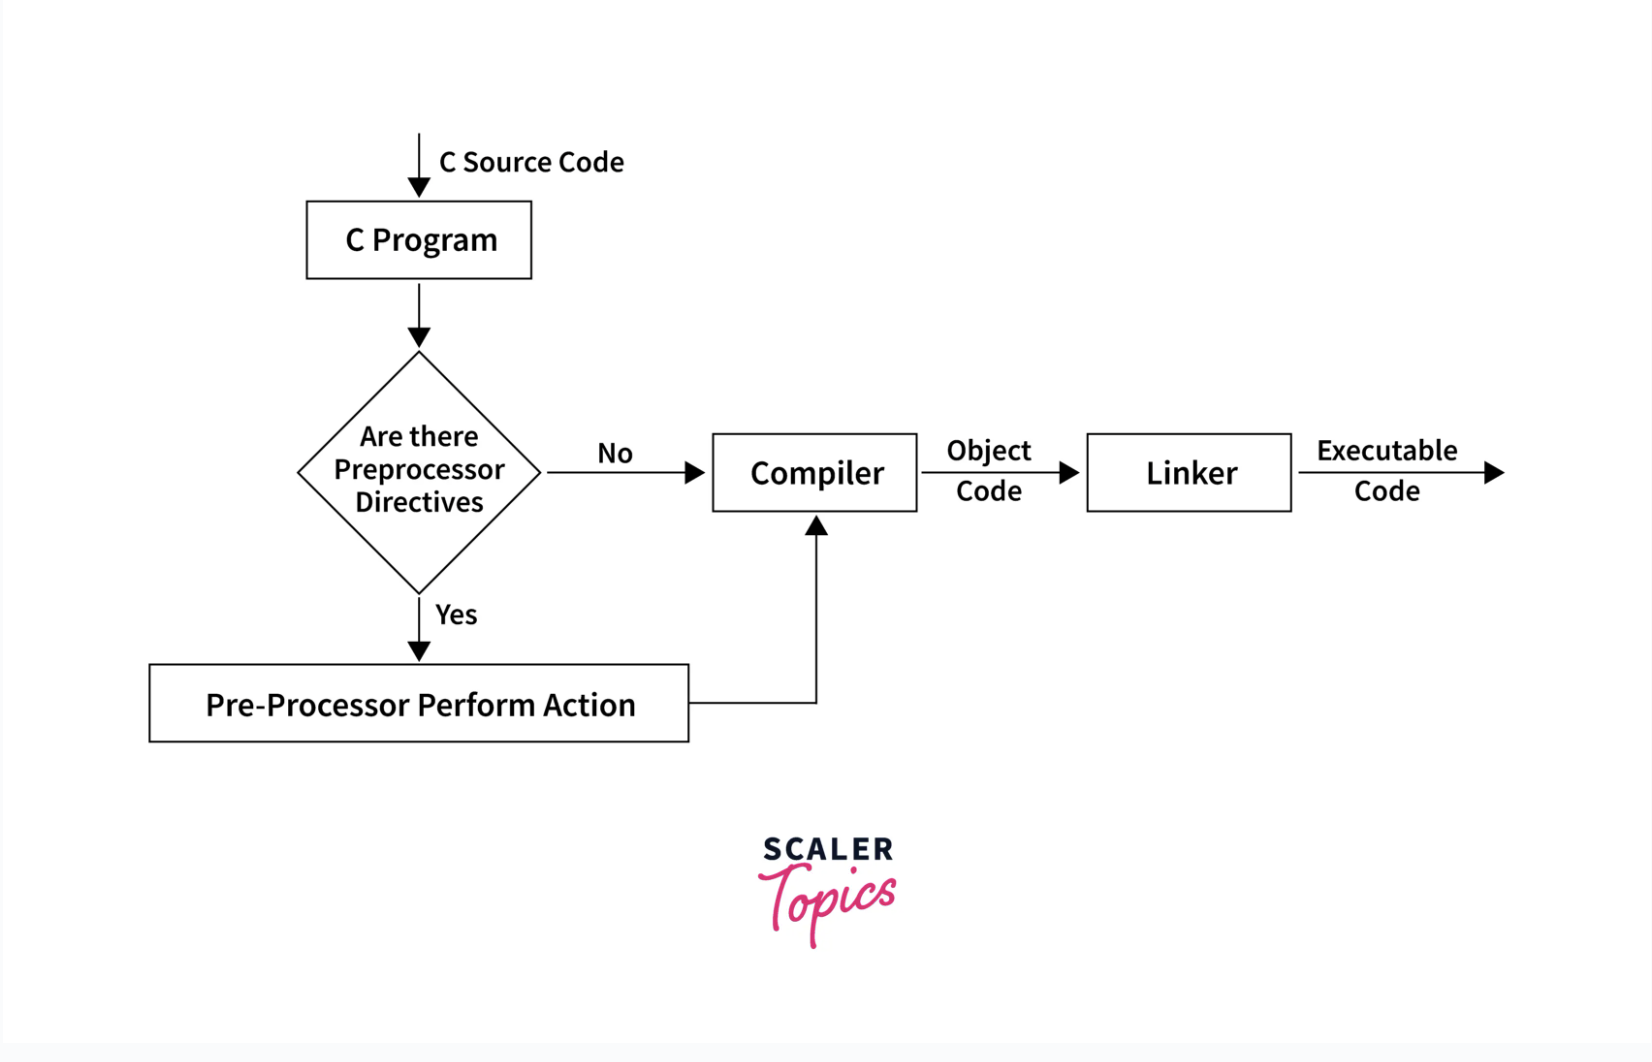 C Source Code
C Program
Are there
Preprocessor
Directives
No
Yes
Pre-Processor Perform Action
Compiler
Object
Code
Linker
Executable
Code
SCALER
Topics